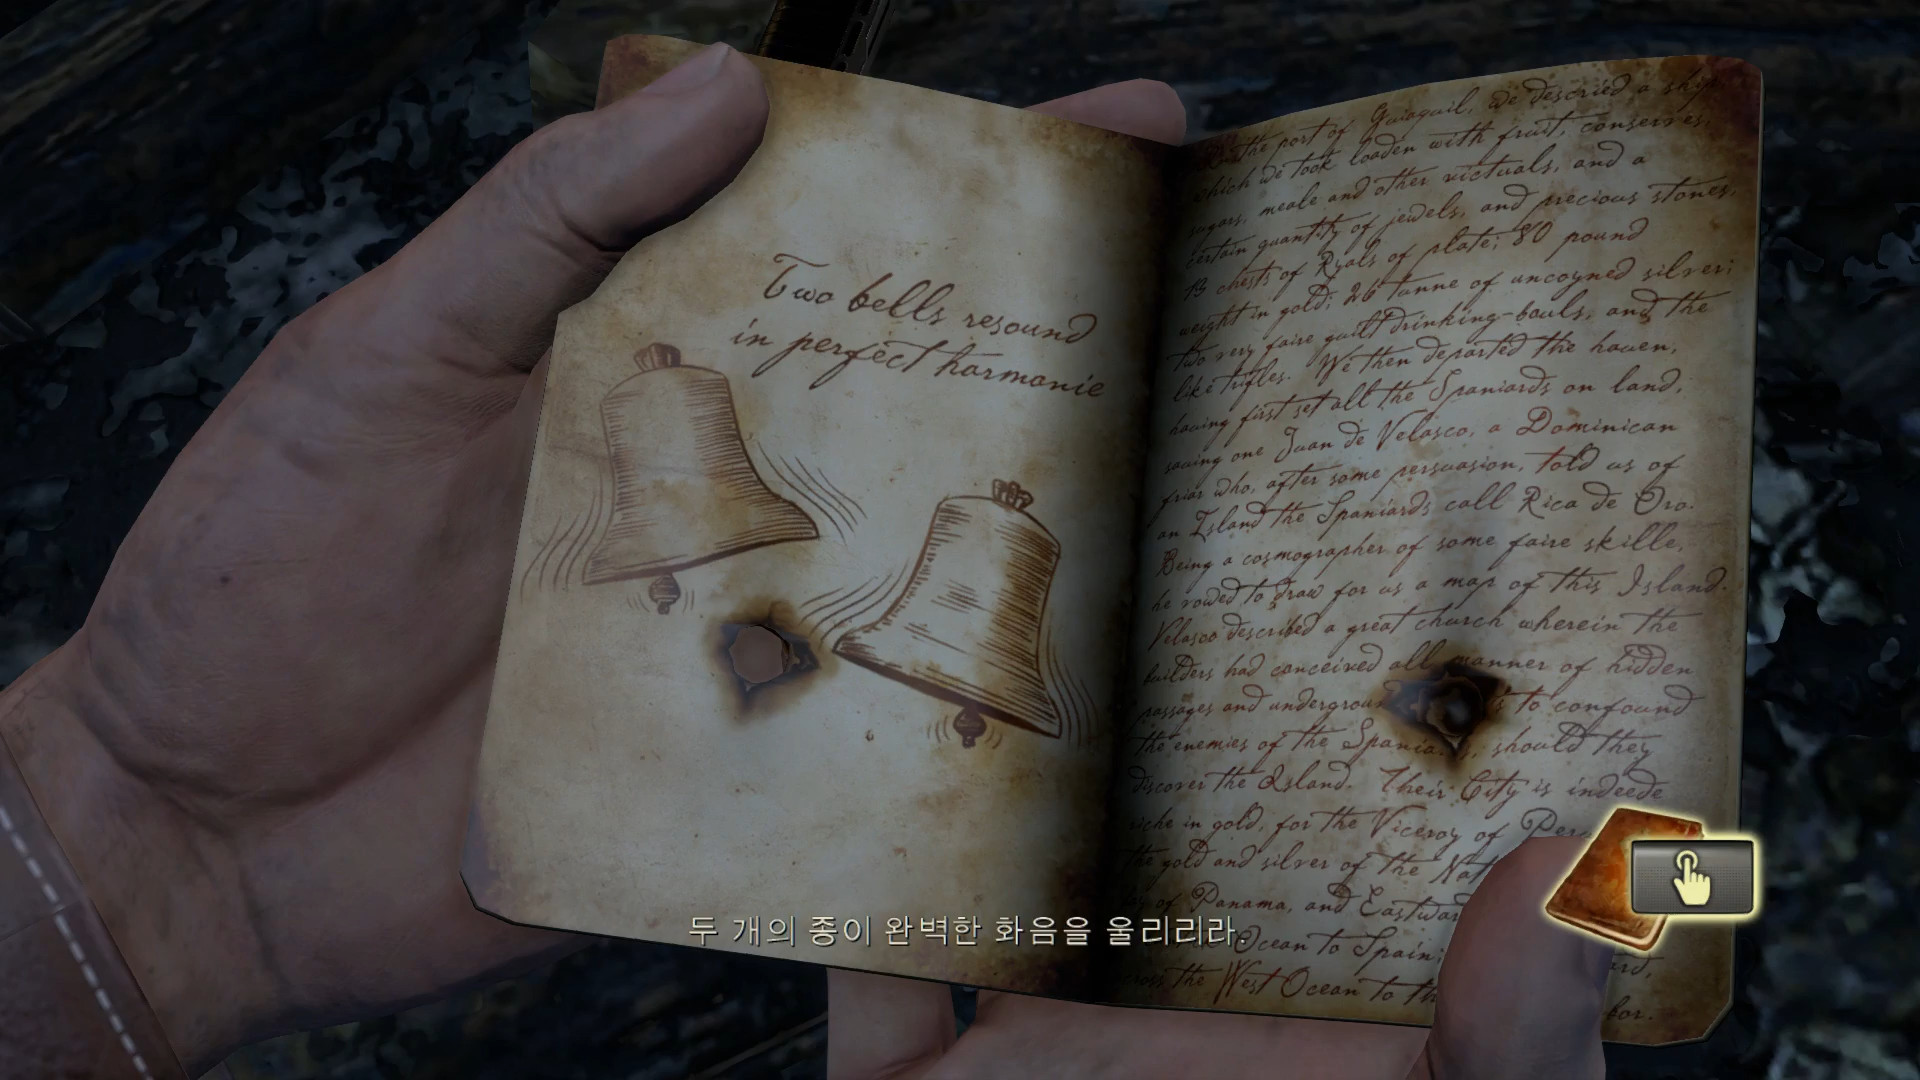 Two bells resound
in perfect harmonie
the port of Guiaquil, we descried a ship
which we took loaden with fruit, conserves,
sugars, meale and other victuals, and a
certain quantity of jewels, and precious stones,
13 chests of Ryals of plate; 80 pound
weight in gold; 26 tunne of uncoyned silver;
two very faire guilt drinking-bouls, and the
like trifles. We then departed the haven,
having first set all the Spaniards on land,
saving one Juan de Velasco, a Dominican
friar who, after some persuasion, told us of
an Island the Spaniards call Rica de Oro.
Being a cosmographer of some faire skille,
he vowed to draw for us a map of this Island.
Velasco described a great church wherein the
builders had conceived all manner of hidden
passages and undergroun to confound
the enemies of the Spania should they
discover the Island. Their City is indeede
riche in gold, for the Viceroy of Per
the gold and silver of the Nat
of Panama, and Eastwar
Ocean to Spain;
across the West Ocean to th
두 개의 종이 완벽한 화음을 울리리라.